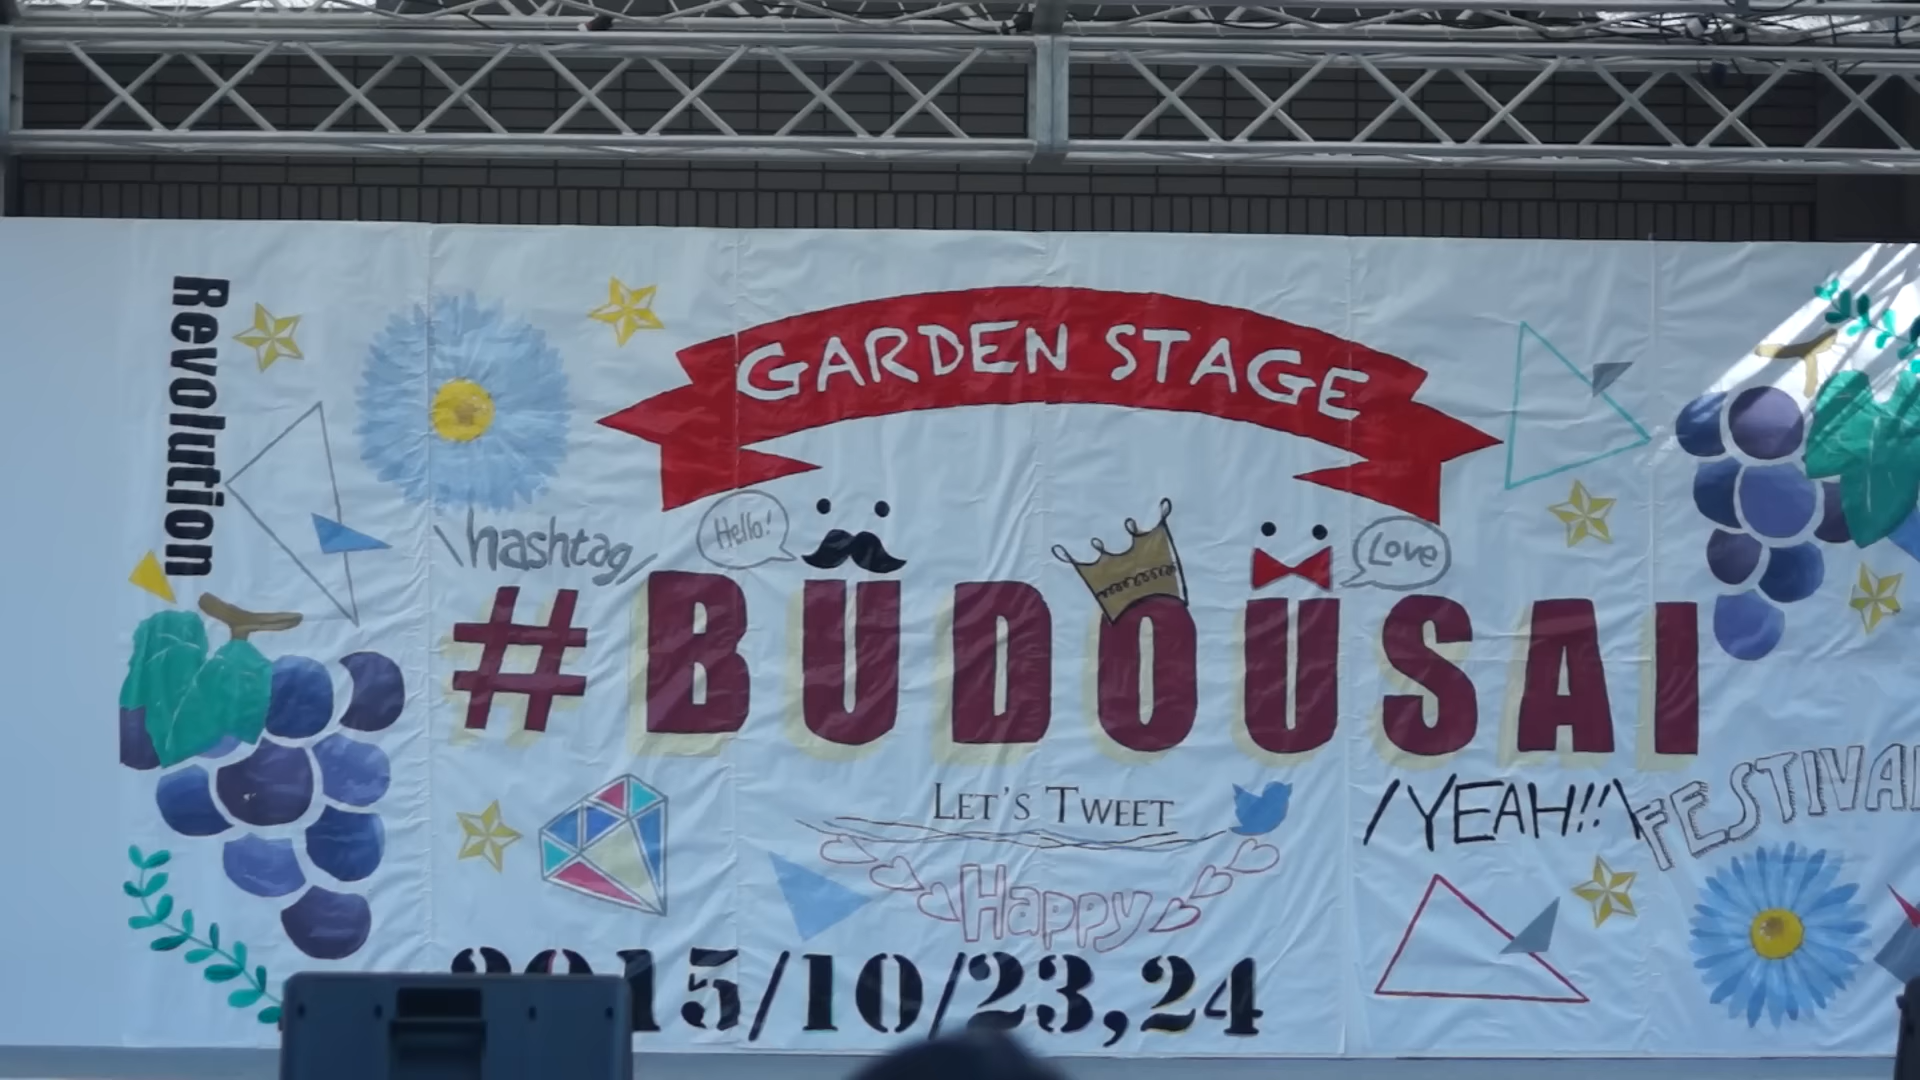 Revolution
GARDEN STAGE
\hashtag/
Hello!
Love
#BUDOUSAI
LET'S TWEET
/YEAH!!\
FESTIVAL
Happy
2015/10/23,24